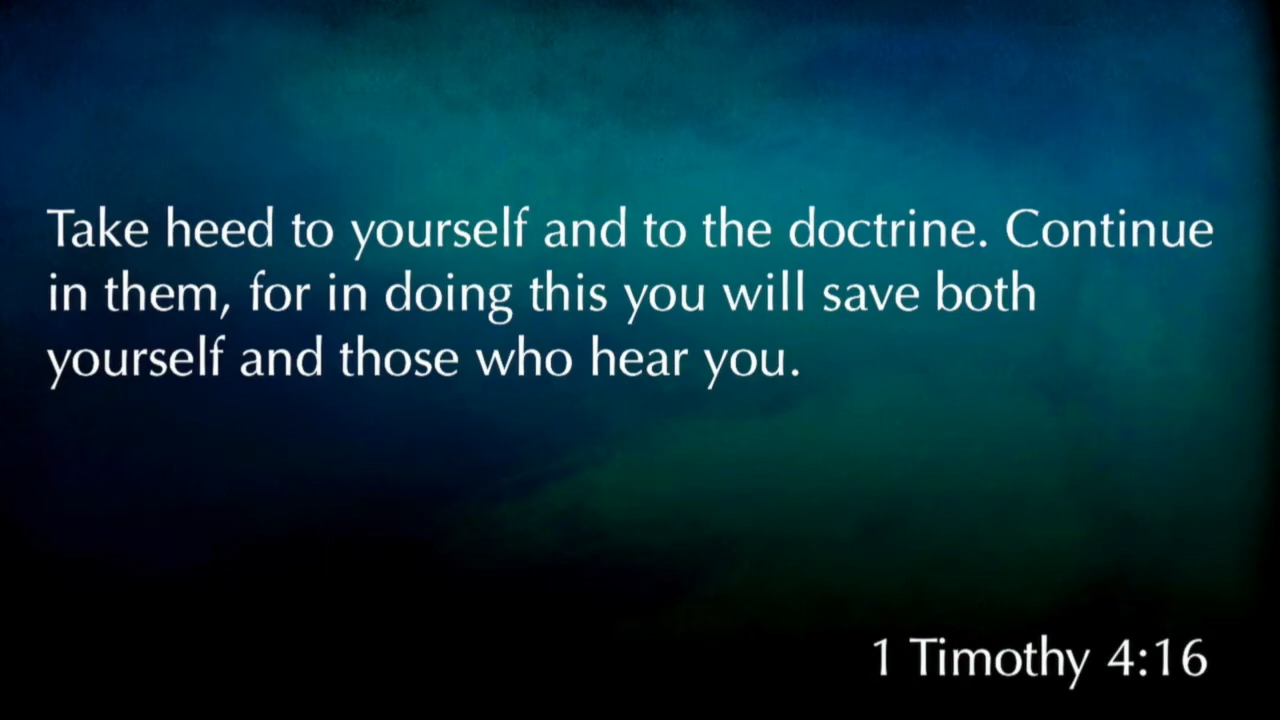 Take heed to yourself and to the doctrine. Continue
in them, for in doing this you will save both
yourself and those who hear you.
1 Timothy 4:16